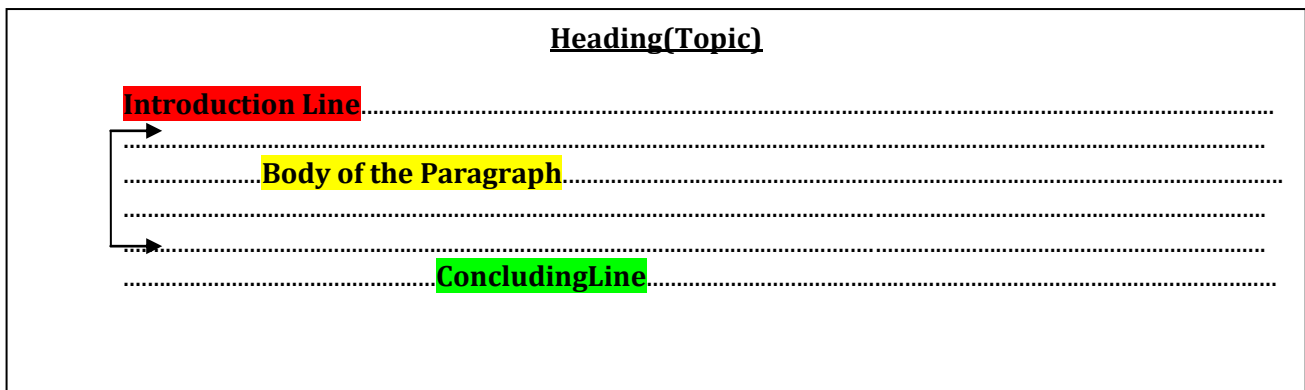 Heading(Topic)
Introduction Line........................................................................................................................................................
...............................................................................................................................................................................................
.......................Body of the Paragraph........................................................................................................................
...............................................................................................................................................................................................
...............................................................................................................................................................................................
....................................................ConcludingLine.........................................................................................................